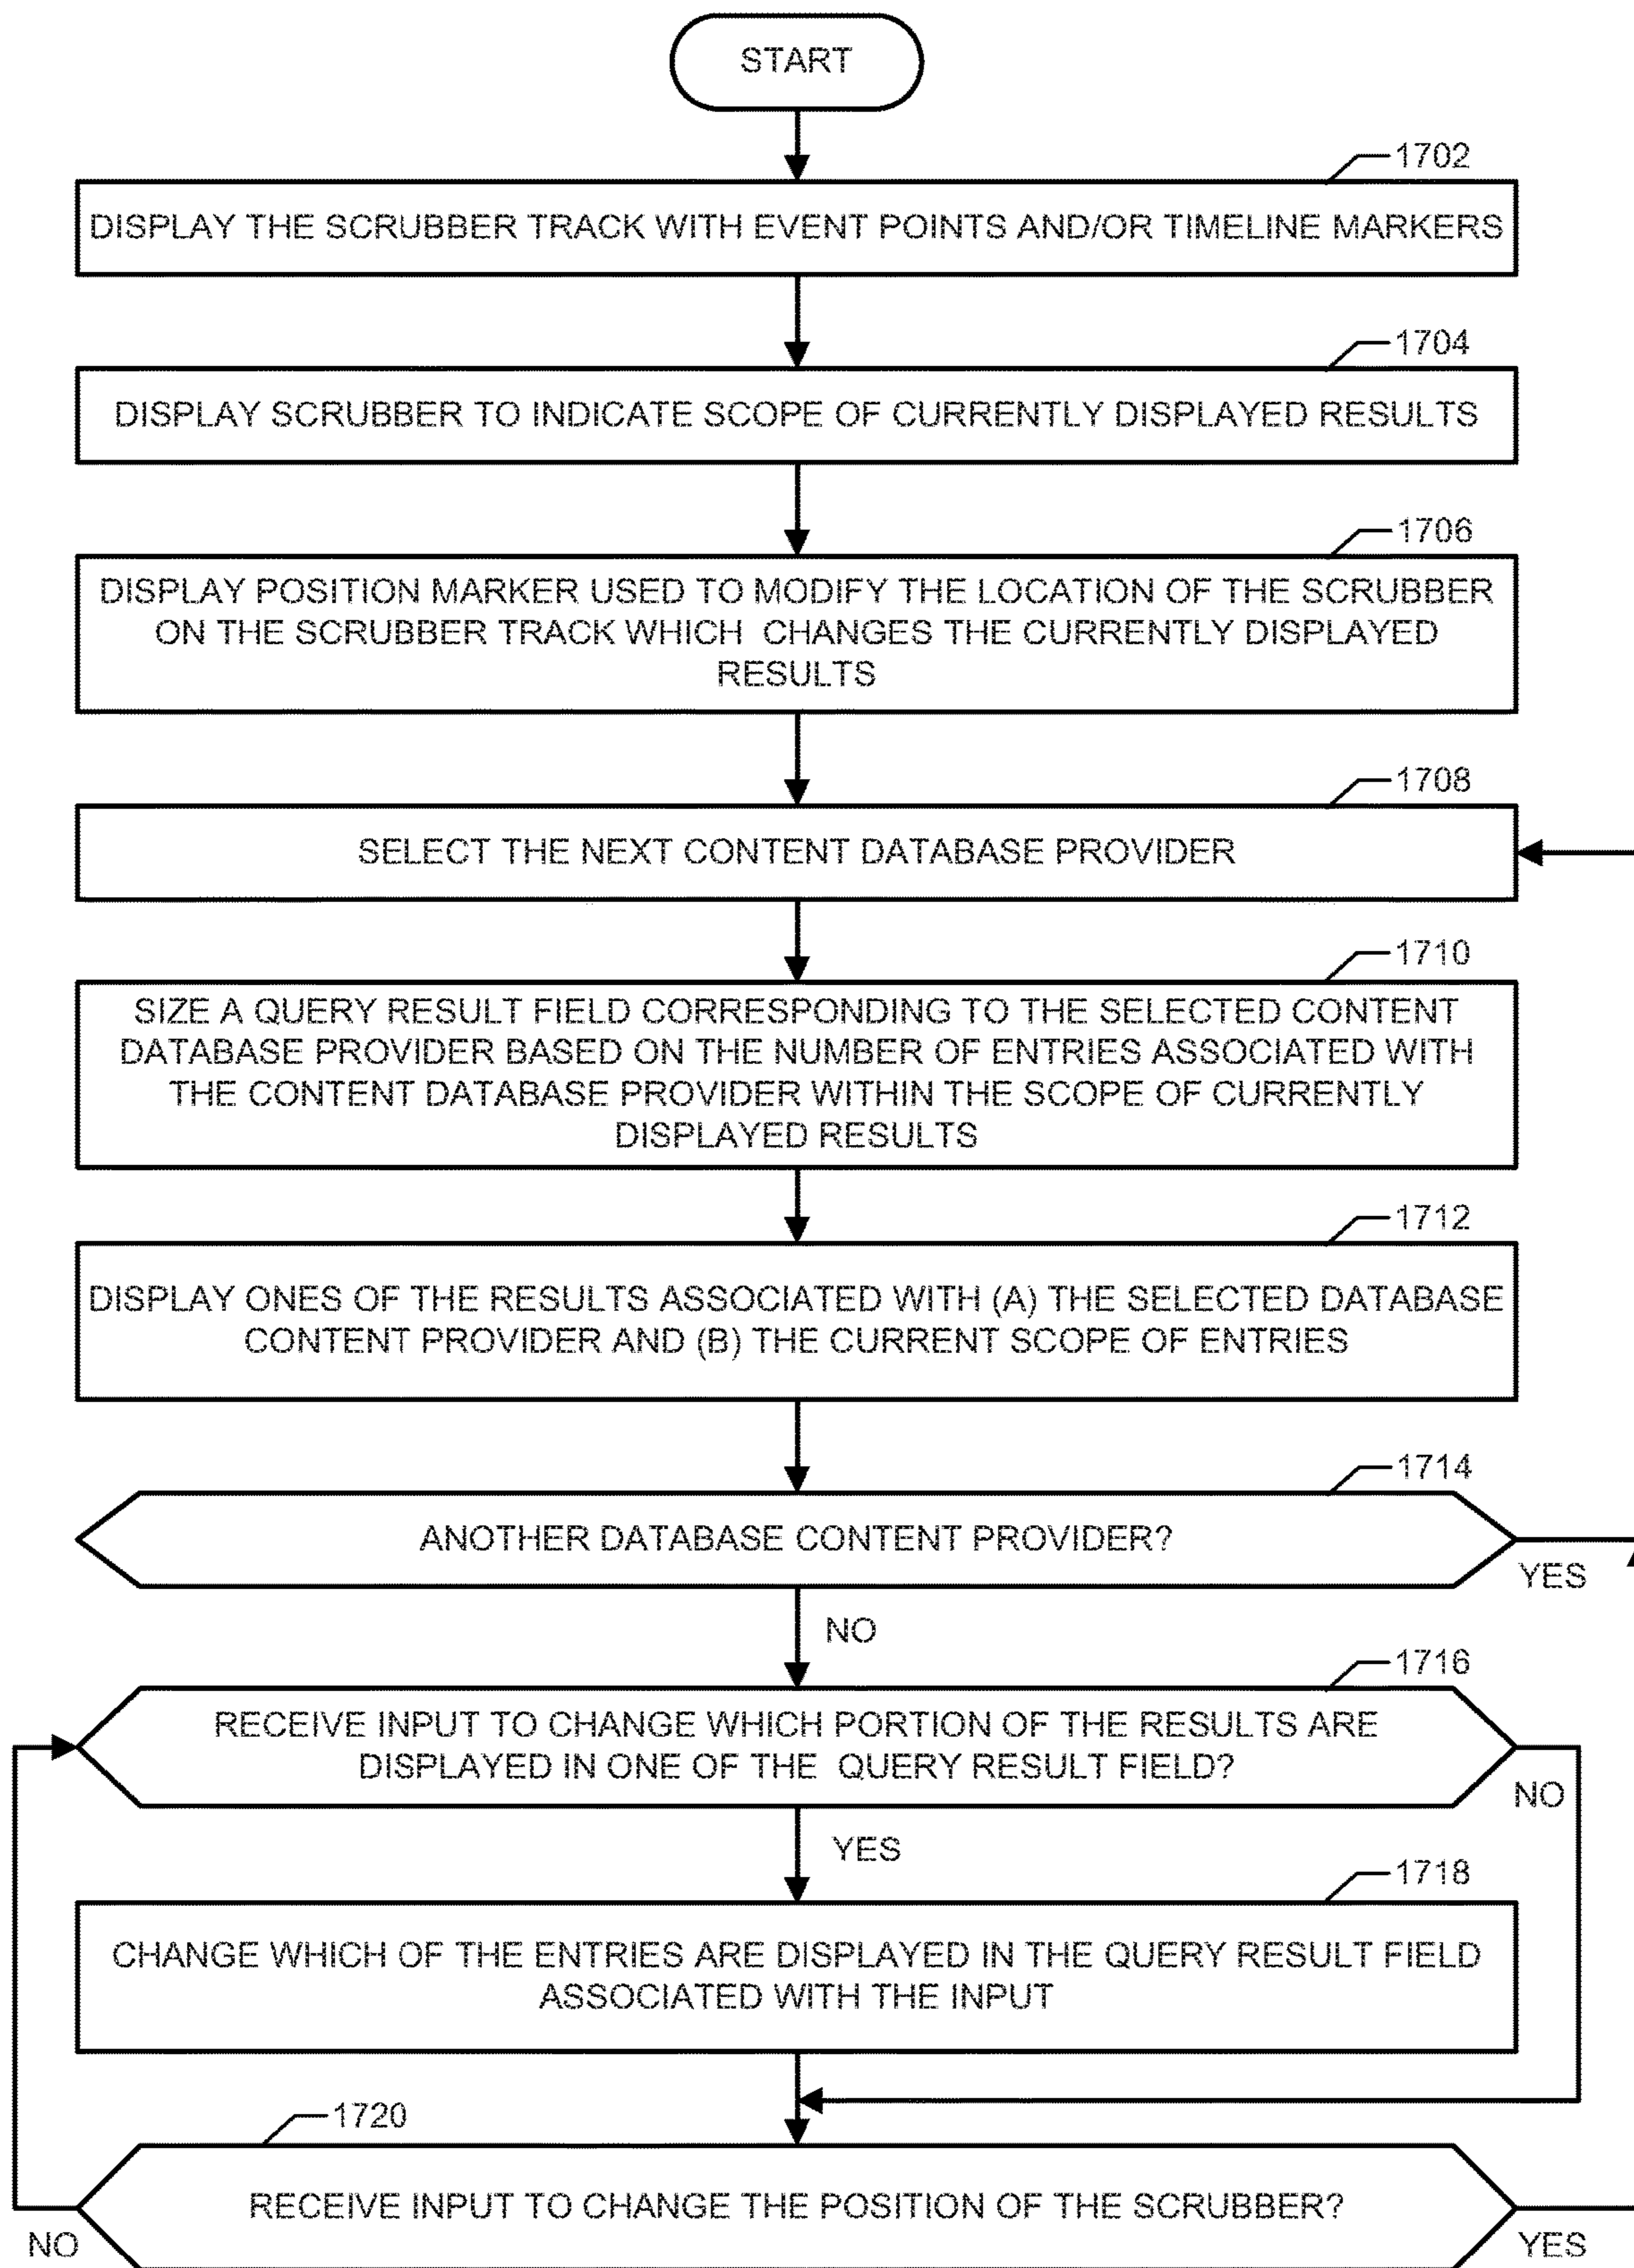 START
1702
DISPLAY THE SCRUBBER TRACK WITH EVENT POINTS AND/OR TIMELINE MARKERS
1704
DISPLAY SCRUBBER TO INDICATE SCOPE OF CURRENTLY DISPLAYED RESULTS
1706
DISPLAY POSITION MARKER USED TO MODIFY THE LOCATION OF THE SCRUBBER
ON THE SCRUBBER TRACK WHICH CHANGES THE CURRENTLY DISPLAYED
RESULTS
1708
SELECT THE NEXT CONTENT DATABASE PROVIDER
1710
SIZE A QUERY RESULT FIELD CORRESPONDING TO THE SELECTED CONTENT
DATABASE PROVIDER BASED ON THE NUMBER OF ENTRIES ASSOCIATED WITH
THE CONTENT DATABASE PROVIDER WITHIN THE SCOPE OF CURRENTLY
DISPLAYED RESULTS
1712
DISPLAY ONES OF THE RESULTS ASSOCIATED WITH (A) THE SELECTED DATABASE
CONTENT PROVIDER AND (B) THE CURRENT SCOPE OF ENTRIES
1714
ANOTHER DATABASE CONTENT PROVIDER?
YES
NO
1716
RECEIVE INPUT TO CHANGE WHICH PORTION OF THE RESULTS ARE
DISPLAYED IN ONE OF THE QUERY RESULT FIELD?
NO
YES
1718
CHANGE WHICH OF THE ENTRIES ARE DISPLAYED IN THE QUERY RESULT FIELD
ASSOCIATED WITH THE INPUT
1720
RECEIVE INPUT TO CHANGE THE POSITION OF THE SCRUBBER?
NO
YES